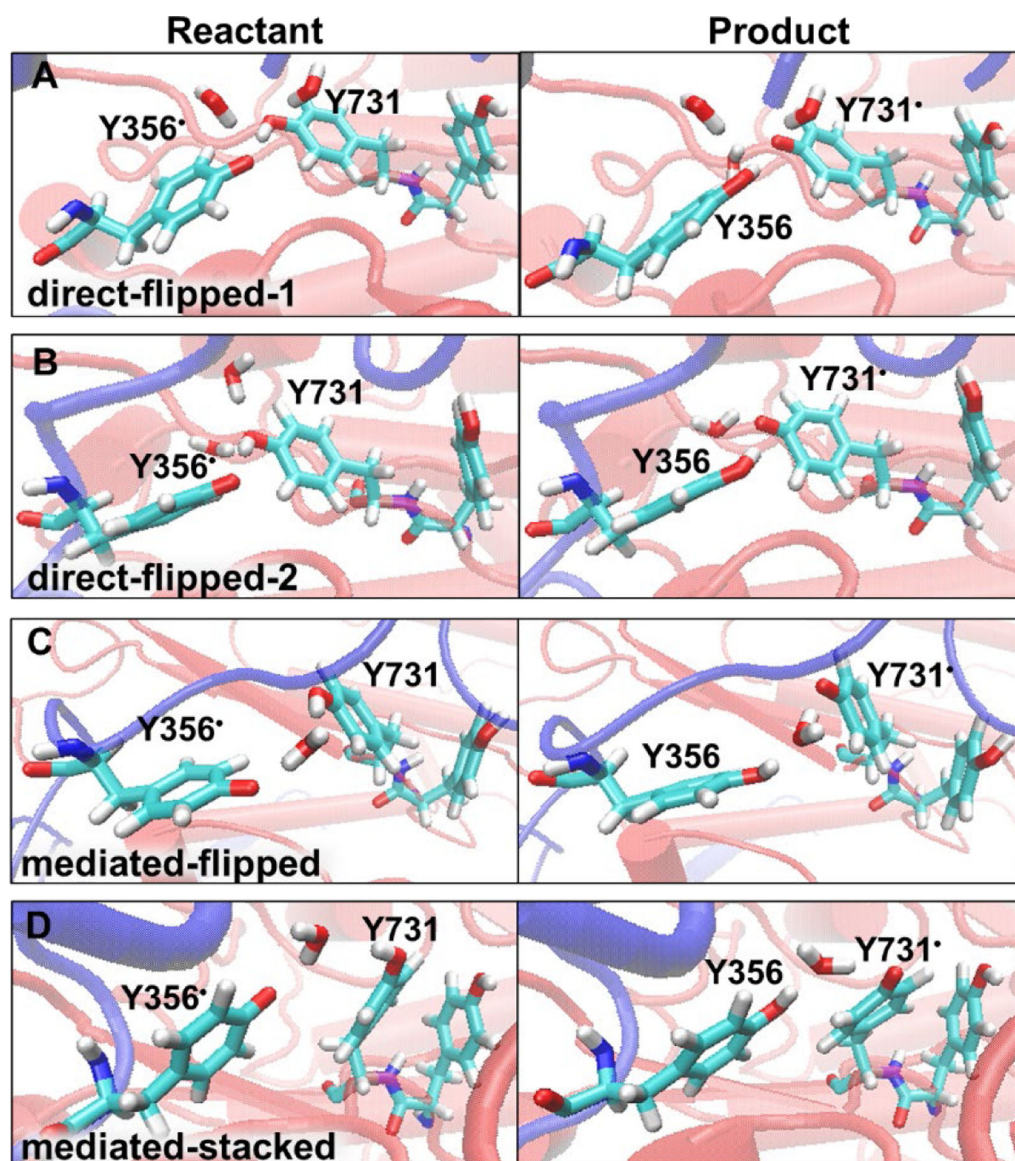 Reactant Product
A
Y356• Y731
direct-flipped-1
Y731•
Y356
B
Y731
Y356•
direct-flipped-2
Y731•
Y356
C
Y731
Y356•
mediated-flipped
Y731•
Y356
D
Y731
Y356•
mediated-stacked
Y731•
Y356